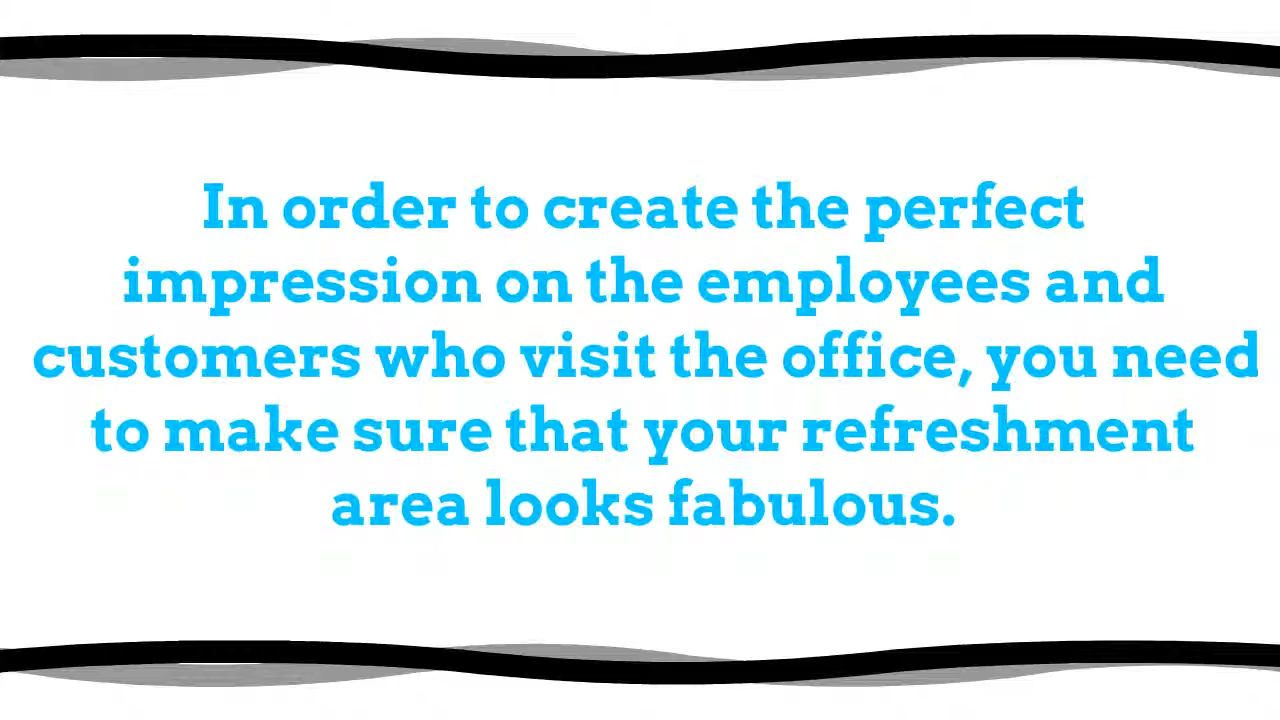 In order to create the perfect
impression on the employees and
customers who visit the office, you need
to make sure that your refreshment
area looks fabulous.